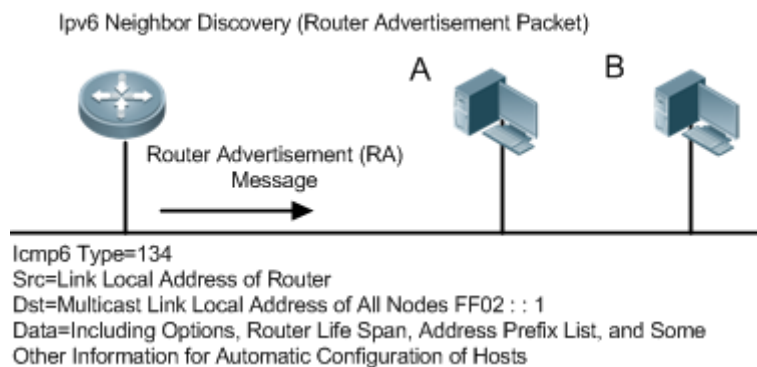 Ipv6 Neighbor Discovery (Router Advertisement Packet)
A
B
Router Advertisement (RA)
Message
Icmp6 Type=134
Src=Link Local Address of Router
Dst=Multicast Link Local Address of All Nodes FF02 : : 1
Data=Including Options, Router Life Span, Address Prefix List, and Some
Other Information for Automatic Configuration of Hosts